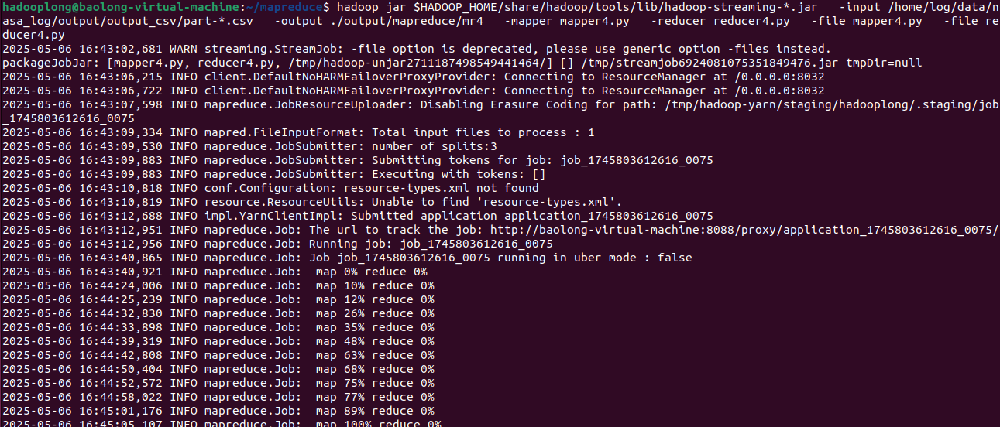 hadooplong@baolong-virtual-machine:~/mapreduce$ hadoop jar $HADOOP_HOME/share/hadoop/tools/lib/hadoop-streaming-*.jar   -input /home/log/data/n
asa_log/output/output_csv/part-*.csv   -output ./output/mapreduce/mr4   -mapper mapper4.py   -reducer reducer4.py   -file mapper4.py   -file re
ducer4.py
2025-05-06 16:43:02,681 WARN streaming.StreamJob: -file option is deprecated, please use generic option -files instead.
packageJobJar: [mapper4.py, reducer4.py, /tmp/hadoop-unjar2711187498549441464/] [] /tmp/streamjob6924081075351849476.jar tmpDir=null
2025-05-06 16:43:06,215 INFO client.DefaultNoHARMFailoverProxyProvider: Connecting to ResourceManager at /0.0.0.0:8032
2025-05-06 16:43:06,722 INFO client.DefaultNoHARMFailoverProxyProvider: Connecting to ResourceManager at /0.0.0.0:8032
2025-05-06 16:43:07,598 INFO mapreduce.JobResourceUploader: Disabling Erasure Coding for path: /tmp/hadoop-yarn/staging/hadooplong/.staging/job
_1745803612616_0075
2025-05-06 16:43:09,334 INFO mapred.FileInputFormat: Total input files to process : 1
2025-05-06 16:43:09,530 INFO mapreduce.JobSubmitter: number of splits:3
2025-05-06 16:43:09,883 INFO mapreduce.JobSubmitter: Submitting tokens for job: job_1745803612616_0075
2025-05-06 16:43:09,883 INFO mapreduce.JobSubmitter: Executing with tokens: []
2025-05-06 16:43:10,818 INFO conf.Configuration: resource-types.xml not found
2025-05-06 16:43:10,819 INFO resource.ResourceUtils: Unable to find 'resource-types.xml'.
2025-05-06 16:43:12,688 INFO impl.YarnClientImpl: Submitted application application_1745803612616_0075
2025-05-06 16:43:12,951 INFO mapreduce.Job: The url to track the job: http://baolong-virtual-machine:8088/proxy/application_1745803612616_0075/
2025-05-06 16:43:12,956 INFO mapreduce.Job: Running job: job_1745803612616_0075
2025-05-06 16:43:40,865 INFO mapreduce.Job: Job job_1745803612616_0075 running in uber mode : false
2025-05-06 16:43:40,921 INFO mapreduce.Job:  map 0% reduce 0%
2025-05-06 16:44:24,006 INFO mapreduce.Job:  map 10% reduce 0%
2025-05-06 16:44:25,239 INFO mapreduce.Job:  map 12% reduce 0%
2025-05-06 16:44:32,830 INFO mapreduce.Job:  map 26% reduce 0%
2025-05-06 16:44:33,898 INFO mapreduce.Job:  map 35% reduce 0%
2025-05-06 16:44:39,319 INFO mapreduce.Job:  map 48% reduce 0%
2025-05-06 16:44:42,808 INFO mapreduce.Job:  map 63% reduce 0%
2025-05-06 16:44:50,404 INFO mapreduce.Job:  map 68% reduce 0%
2025-05-06 16:44:52,572 INFO mapreduce.Job:  map 75% reduce 0%
2025-05-06 16:44:58,022 INFO mapreduce.Job:  map 77% reduce 0%
2025-05-06 16:45:01,176 INFO mapreduce.Job:  map 89% reduce 0%
2025-05-06 16:45:05,107 INFO mapreduce.Job:  map 100% reduce 0%